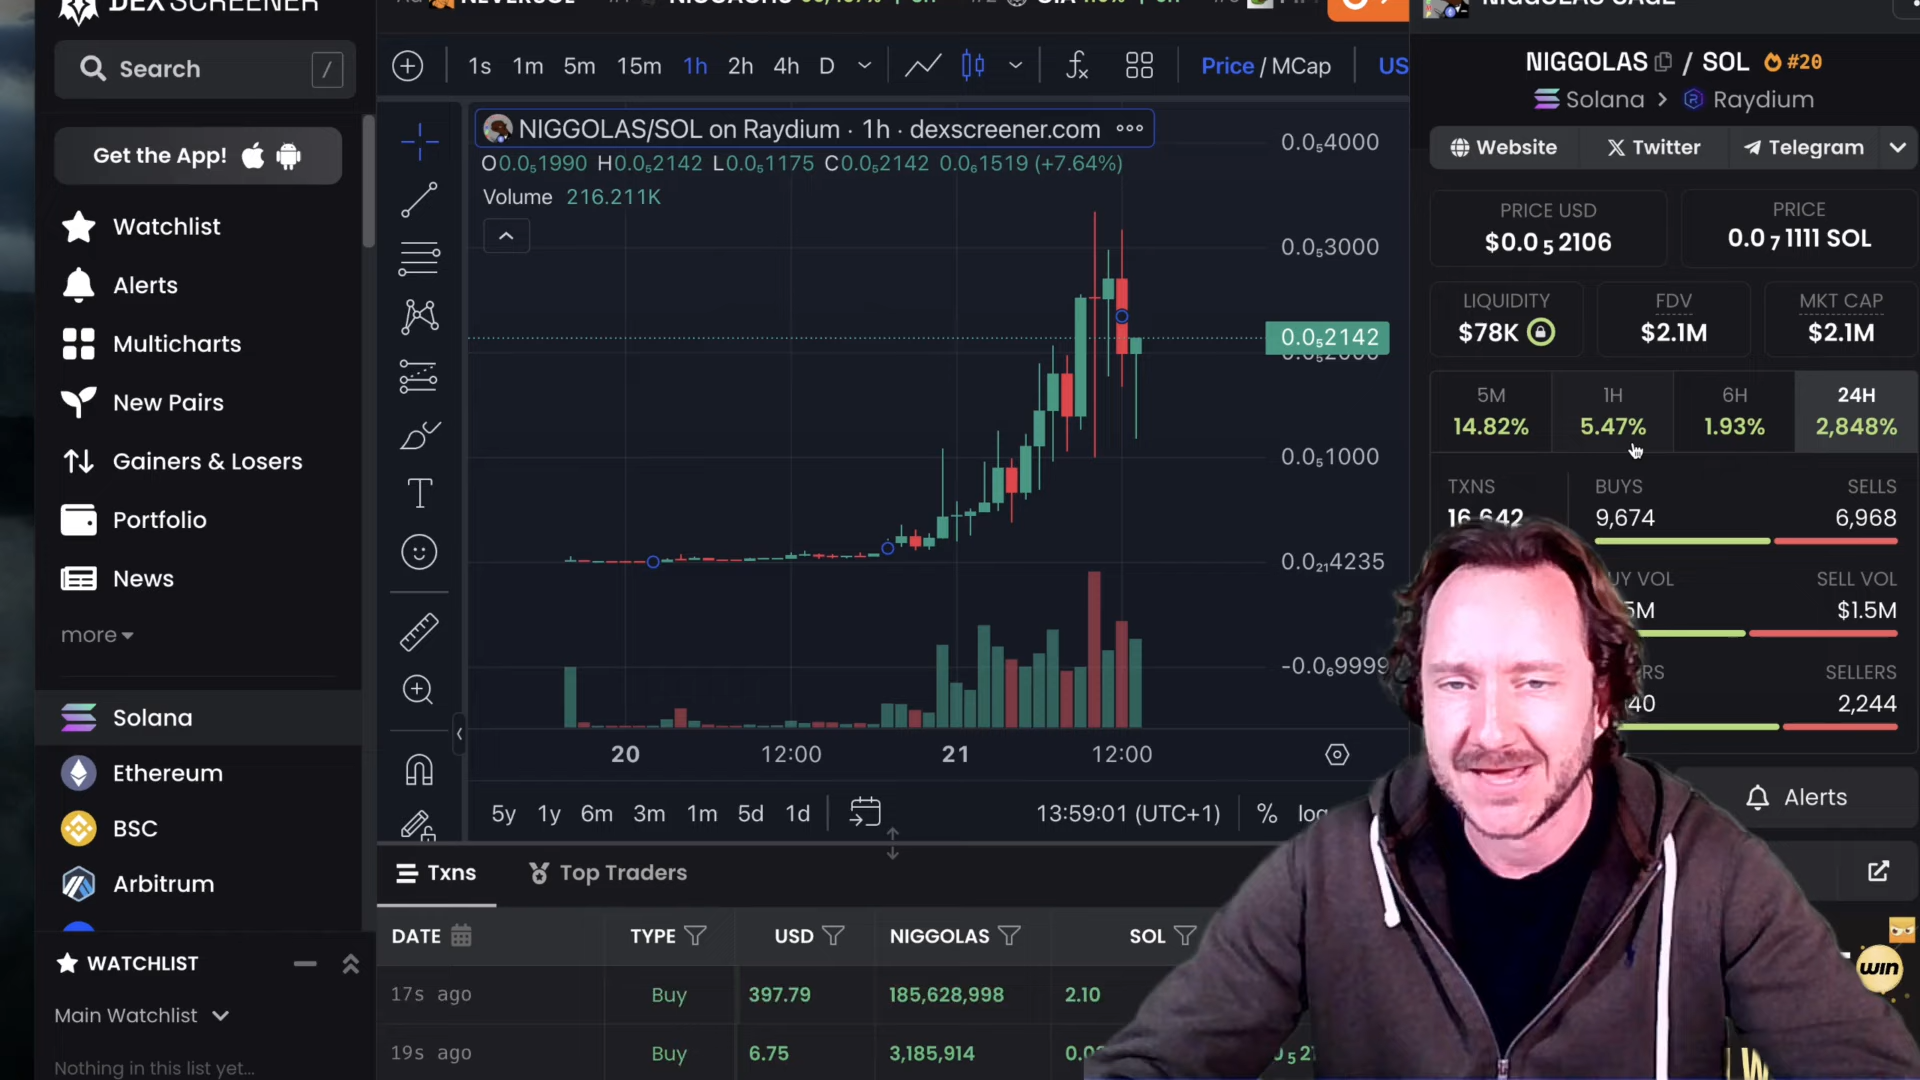 DEX SCREENER
Search /
Get the App!
Watchlist
Alerts
Multicharts
New Pairs
Gainers & Losers
Portfolio
News
more
Solana
Ethereum
BSC
Arbitrum
WATCHLIST
Main Watchlist
Nothing in this list yet...
1s 1m 5m 15m 1h 2h 4h D
Price / MCap
US
NIGGOLAS/SOL on Raydium · 1h · dexscreener.com
O0.0₅1990 H0.0₅2142 L0.0₅1175 C0.0₅2142 0.0₆1519 (+7.64%)
Volume 216.211K
0.0₅4000
0.0₅3000
0.0₅2142
0.0₅2000
0.0₅1000
0.0₂₁4235
-0.0₆9999
20 12:00 21 12:00
5y 1y 6m 3m 1m 5d 1d
13:59:01 (UTC+1) % log
Txns
Top Traders
DATE TYPE USD NIGGOLAS SOL
17s ago Buy 397.79 185,628,998 2.10
19s ago Buy 6.75 3,185,914
NIGGOLAS / SOL #20
Solana > Raydium
Website
Twitter
Telegram
PRICE USD
$0.0₅2106
PRICE
0.0₇1111 SOL
LIQUIDITY
$78K
FDV
$2.1M
MKT CAP
$2.1M
5M
14.82%
1H
5.47%
6H
1.93%
24H
2,848%
TXNS
16,642
BUYS
9,674
SELLS
6,968
SELL VOL
$1.5M
SELLERS
2,244
Alerts
win